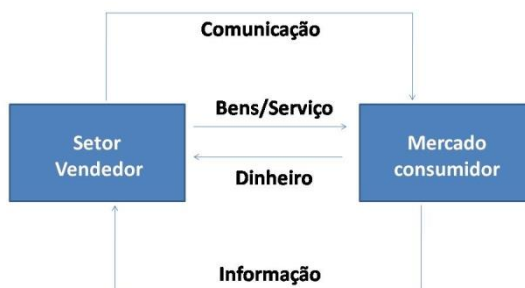 Comunicação
Bens/Serviço
Setor
Vendedor
Mercado
consumidor
Dinheiro
Informação